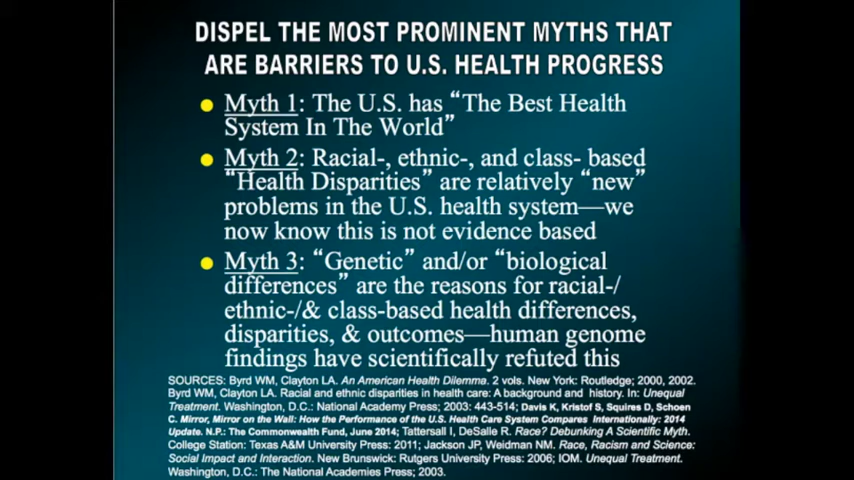 DISPEL THE MOST PROMINENT MYTHS THAT
ARE BARRIERS TO U.S. HEALTH PROGRESS
Myth 1: The U.S. has “The Best Health
System In The World”
Myth 2: Racial-, ethnic-, and class- based
“Health Disparities” are relatively “new”
problems in the U.S. health system—we
now know this is not evidence based
Myth 3: “Genetic” and/or “biological
differences” are the reasons for racial-/
ethnic-/& class-based health differences,
disparities, & outcomes—human genome
findings have scientifically refuted this
SOURCES: Byrd WM, Clayton LA. An American Health Dilemma. 2 vols. New York: Routledge; 2000, 2002.
Byrd WM, Clayton LA. Racial and ethnic disparities in health care: A background and history. In: Unequal
Treatment. Washington, D.C.: National Academy Press; 2003: 443-514; Davis K, Kristof S, Squires D, Schoen
C. Mirror, Mirror on the Wall: How the Performance of the U.S. Health Care System Compares Internationally: 2014
Update. N.P.: The Commonwealth Fund, June 2014; Tattersall I, DeSalle R. Race? Debunking A Scientific Myth.
College Station: Texas A&M University Press: 2011; Jackson JP, Weidman NM. Race, Racism and Science:
Social Impact and Interaction. New Brunswick: Rutgers University Press: 2006; IOM. Unequal Treatment.
Washington, D.C.: The National Academies Press; 2003.